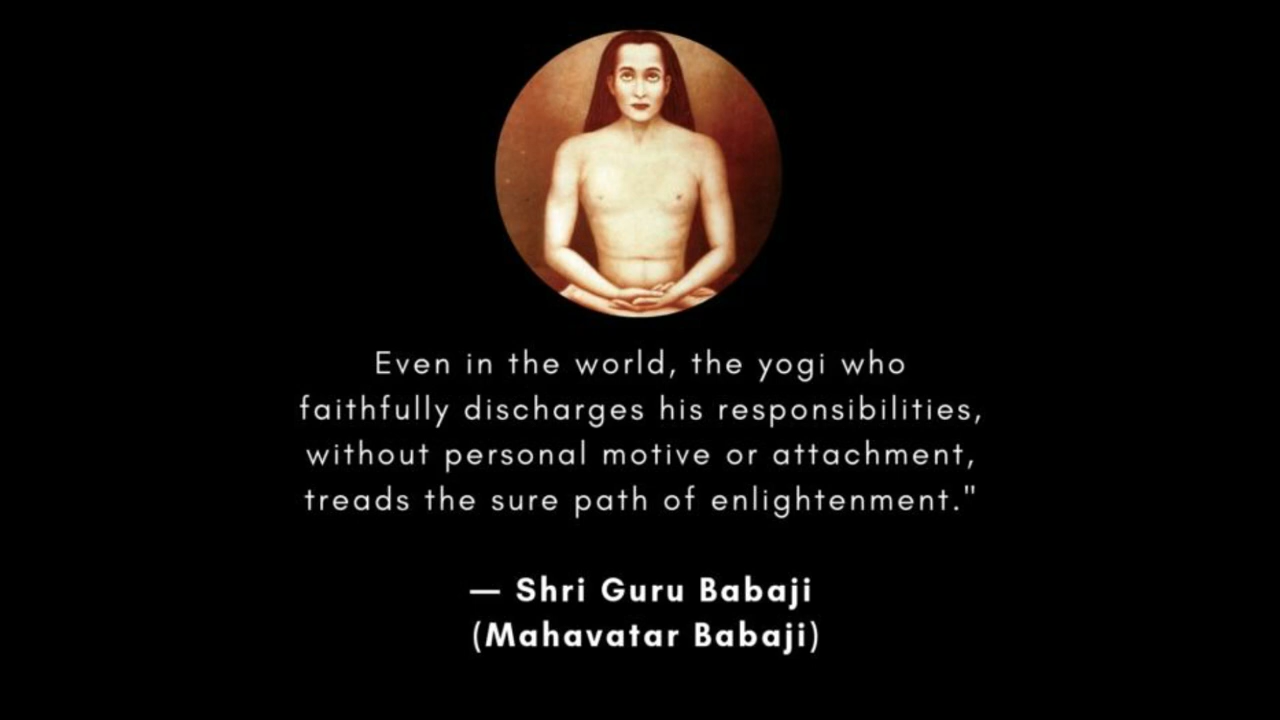 Even in the world, the yogi who
faithfully discharges his responsibilities,
without personal motive or attachment,
treads the sure path of enlightenment."
— Shri Guru Babaji
(Mahavatar Babaji)